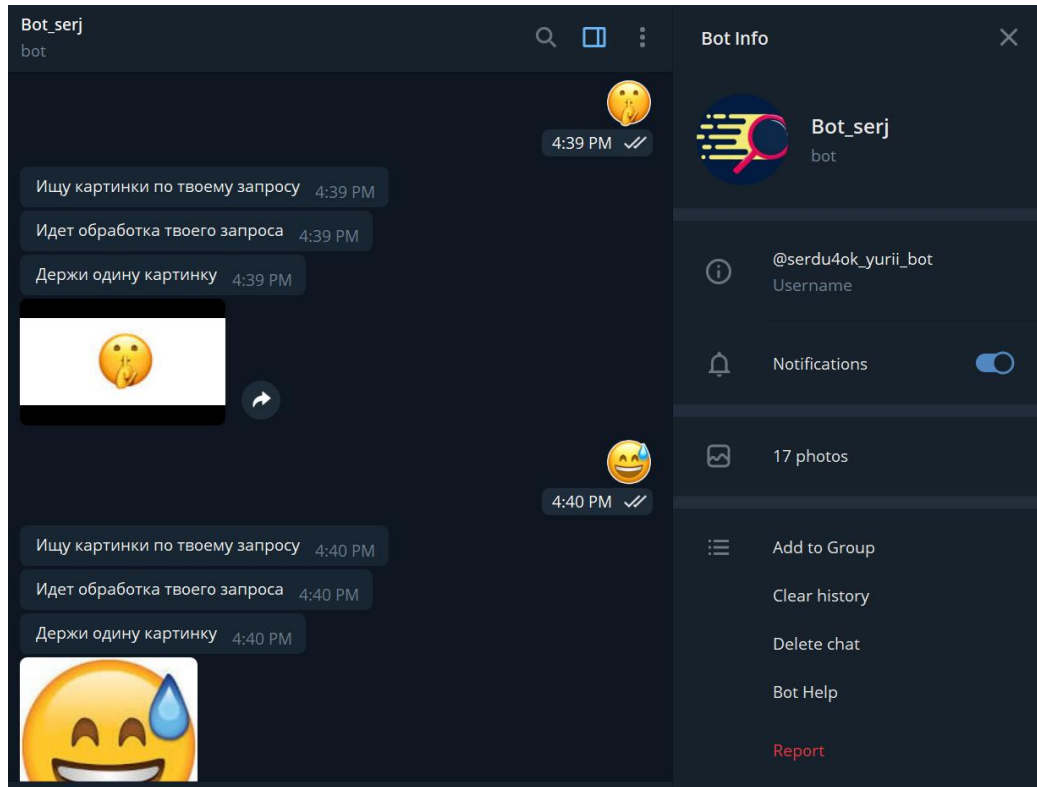 Bot_serj
bot
4:39 PM
Ищу картинки по твоему запросу 4:39 PM
Идет обработка твоего запроса 4:39 PM
Держи одину картинку 4:39 PM
4:40 PM
Ищу картинки по твоему запросу 4:40 PM
Идет обработка твоего запроса 4:40 PM
Держи одину картинку 4:40 PM
Bot Info
Bot_serj
bot
@serdu4ok_yurii_bot
Username
Notifications
17 photos
Add to Group
Clear history
Delete chat
Bot Help
Report